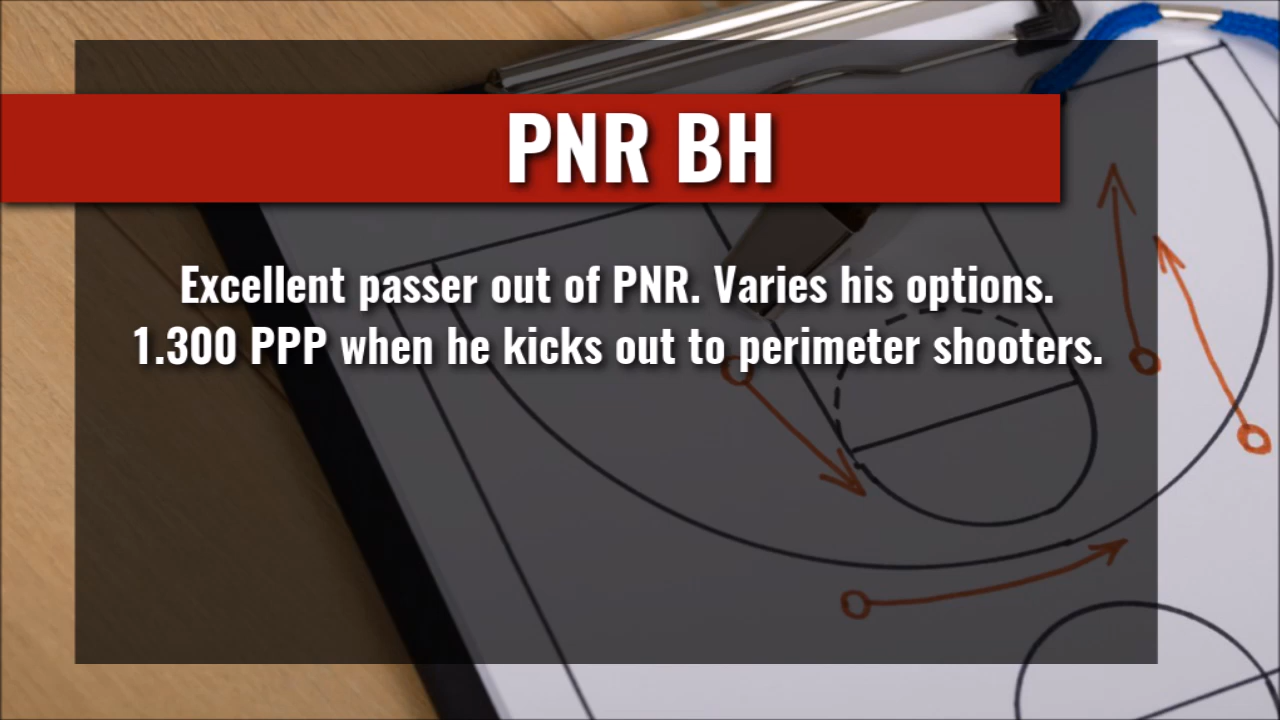 PNR BH
Excellent passer out of PNR. Varies his options.
1.300 PPP when he kicks out to perimeter shooters.